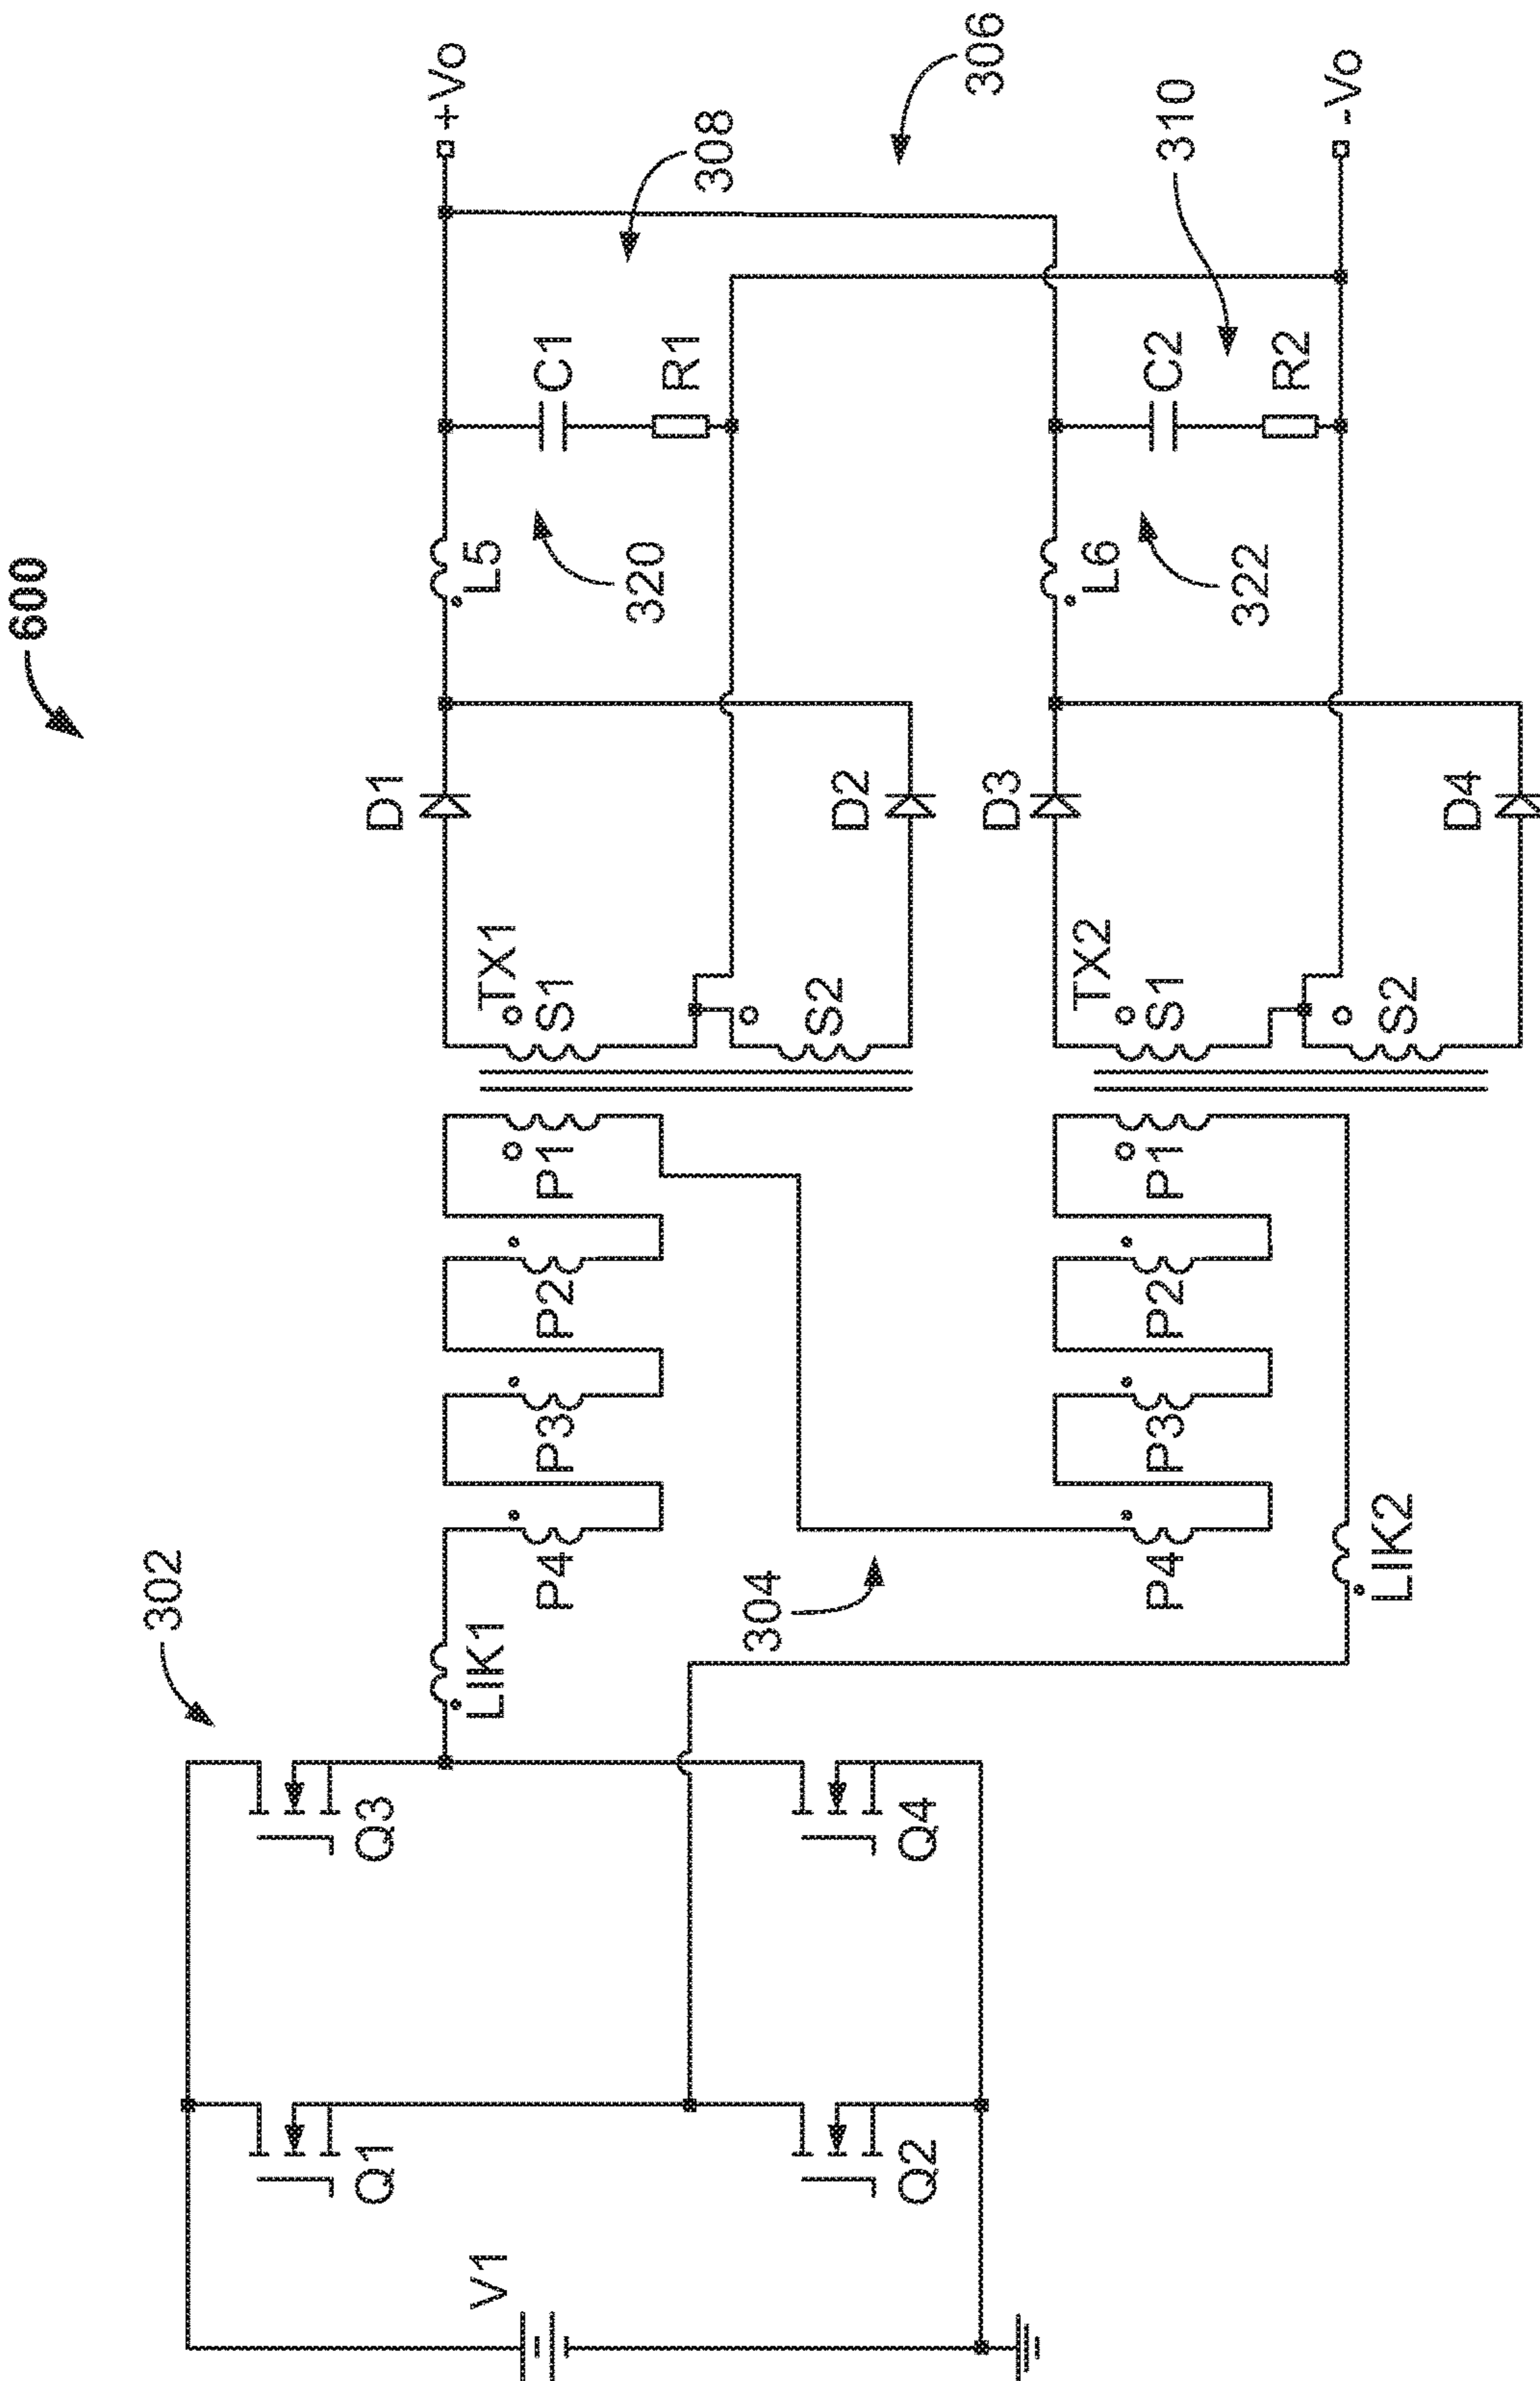 600
302
V1
Q1
Q3
Q2
Q4
LIK1
P4
P3
P2
P1
TX1
S1
S2
D1
D2
L5
320
C1
R1
308
+Vo
306
304
LIK2
P4
P3
P2
P1
TX2
S1
S2
D3
D4
L6
322
C2
R2
310
-Vo